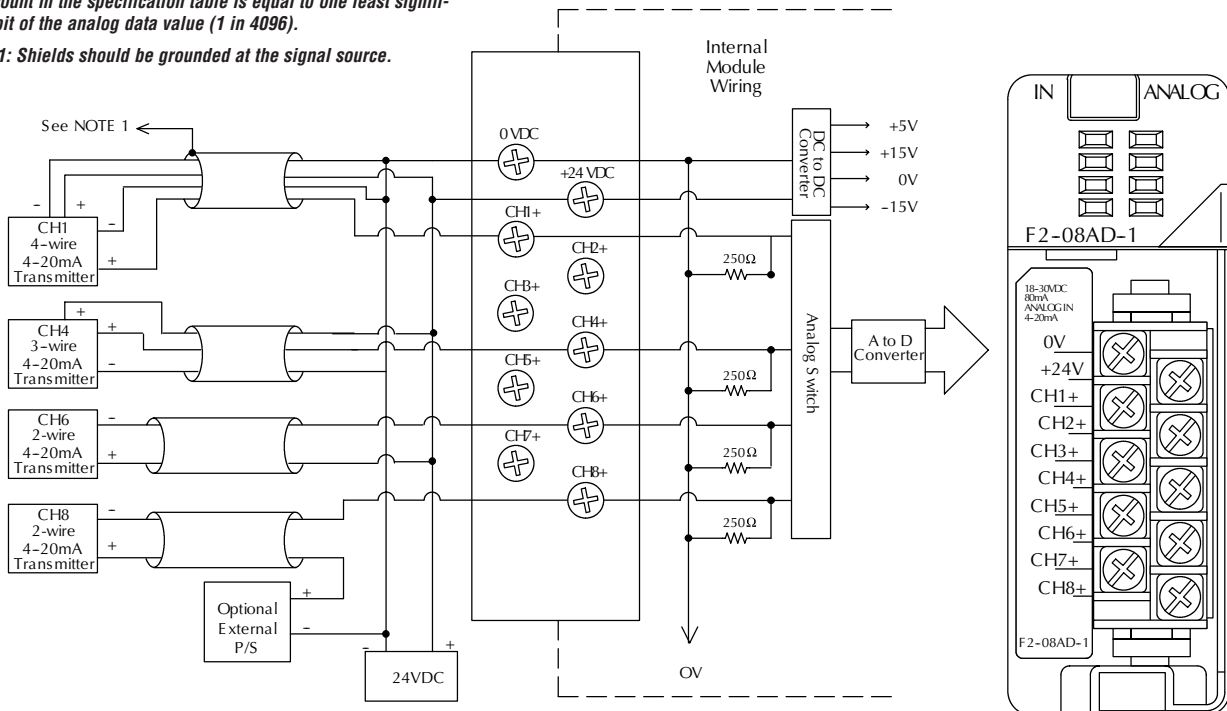 ount in the specification table is equal to one least signifi-
bit of the analog data value (1 in 4096).
1: Shields should be grounded at the signal source.
See NOTE 1
- +
CH1
4-wire
4-20mA
Transmitter
-
+
+
CH4
3-wire
4-20mA
Transmitter
+
-
CH6
2-wire
4-20mA
Transmitter
-
+
CH8
2-wire
4-20mA
Transmitter
-
+
Optional
External
P/S
+
-
- +
24VDC
0 VDC
+24 VDC
CH1+
CH2+
CH3+
CH4+
CH5+
CH6+
CH7+
CH8+
Internal
Module
Wiring
250Ω
250Ω
250Ω
250Ω
0V
DC to DC
Converter
+5V
+15V
0V
-15V
Analog Switch
A to D
Converter
IN ANALOG
F2-08AD-1
18-30VDC
80mA
ANALOG IN
4-20mA
0V
+24V
CH1+
CH2+
CH3+
CH4+
CH5+
CH6+
CH7+
CH8+
F2-08AD-1